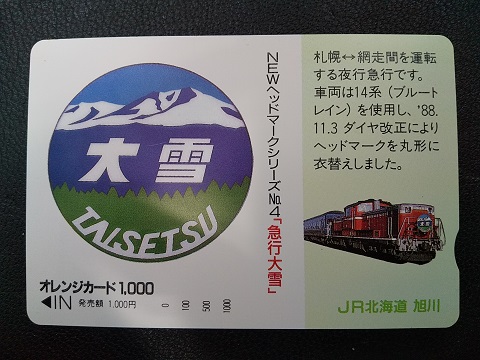 大雪
TAISETSU
NEWヘッドマークシリーズ№4「急行大雪」
札幌↔網走間を運転
する夜行急行です。
車両は14系（ブルート
レイン）を使用し、'88.
11.3 ダイヤ改正により
ヘッドマークを丸形に
衣替えしました。
オレンジカード1,000
◀IN 発売額 1,000円
0 100 500 1000
JR北海道 旭川